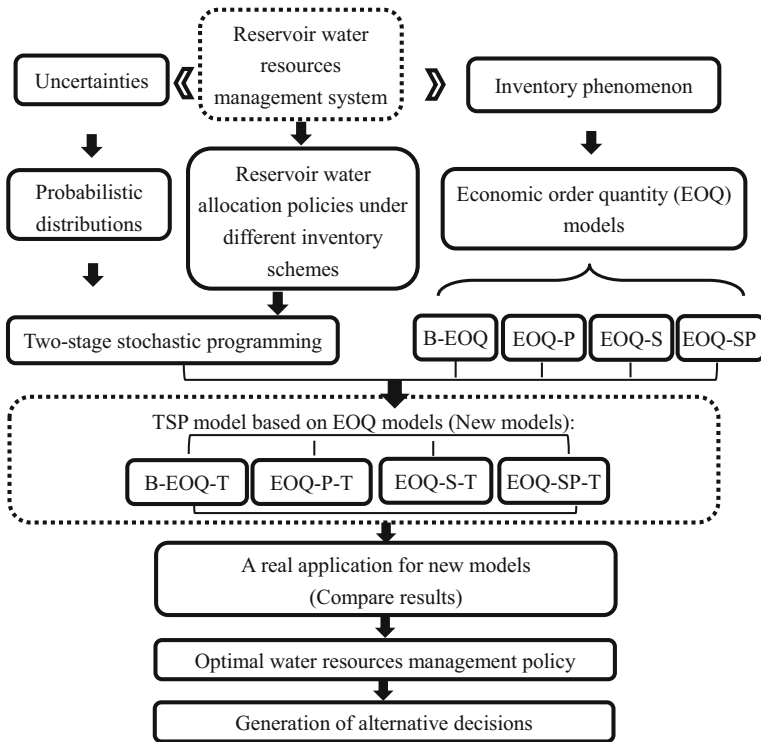 Reservoir water
resources
management system
Uncertainties
Inventory phenomenon
Probabilistic
distributions
Reservoir water
allocation policies under
different inventory
schemes
Economic order quantity (EOQ)
models
Two-stage stochastic programming
B-EOQ
EOQ-P
EOQ-S
EOQ-SP
TSP model based on EOQ models (New models):
B-EOQ-T
EOQ-P-T
EOQ-S-T
EOQ-SP-T
A real application for new models
(Compare results)
Optimal water resources management policy
Generation of alternative decisions